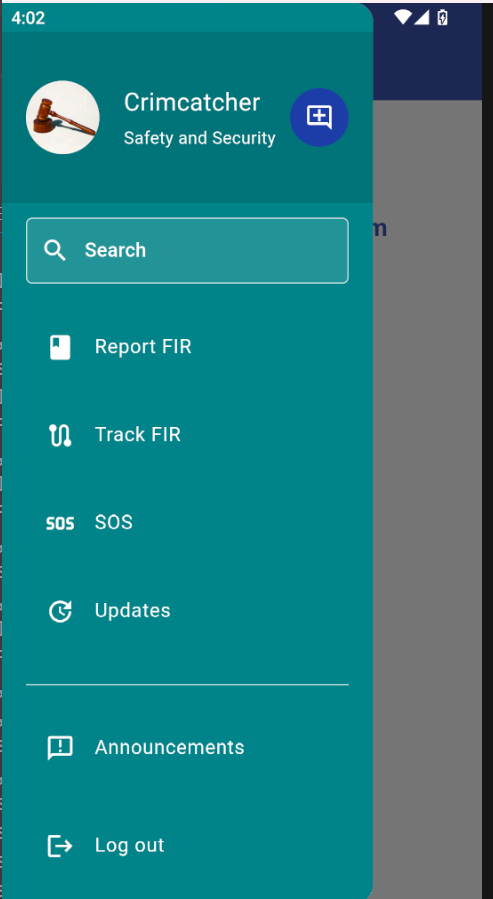 4:02
Crimcatcher
Safety and Security
Search
Report FIR
Track FIR
SOS SOS
Updates
Announcements
Log out
m